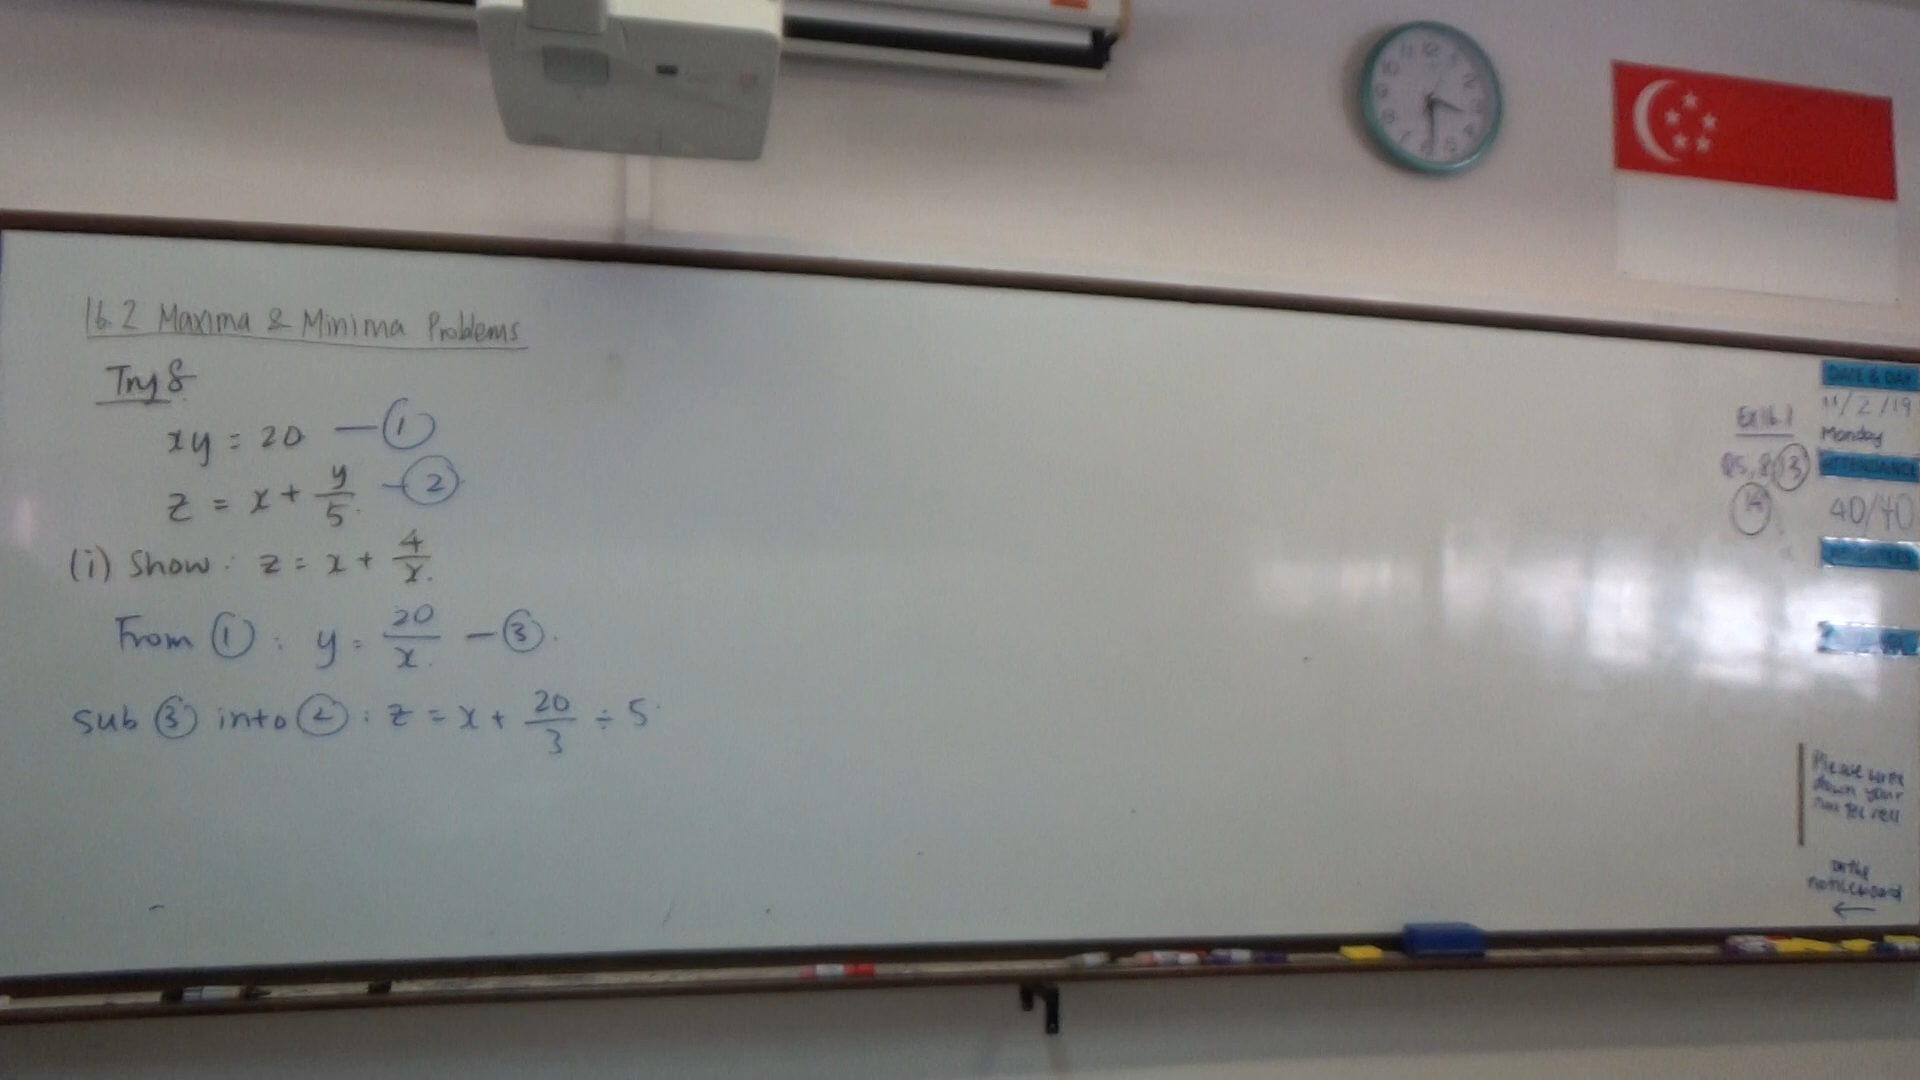 16.2 Maxima & Minima Problems
Try 8
xy = 20 — ①
z = x + y/5 — ②
(i) Show: z = x + 4/x
From ①: y = 20/x — ③
sub ③ into ②: z = x + 20/3 ÷ 5
Ex 16.1
Q5, 8, 13
14
DATE & DAY
11/2/19
Monday
ATTENDANCE
40/40
Please write
down your
on the
noticeboard
←